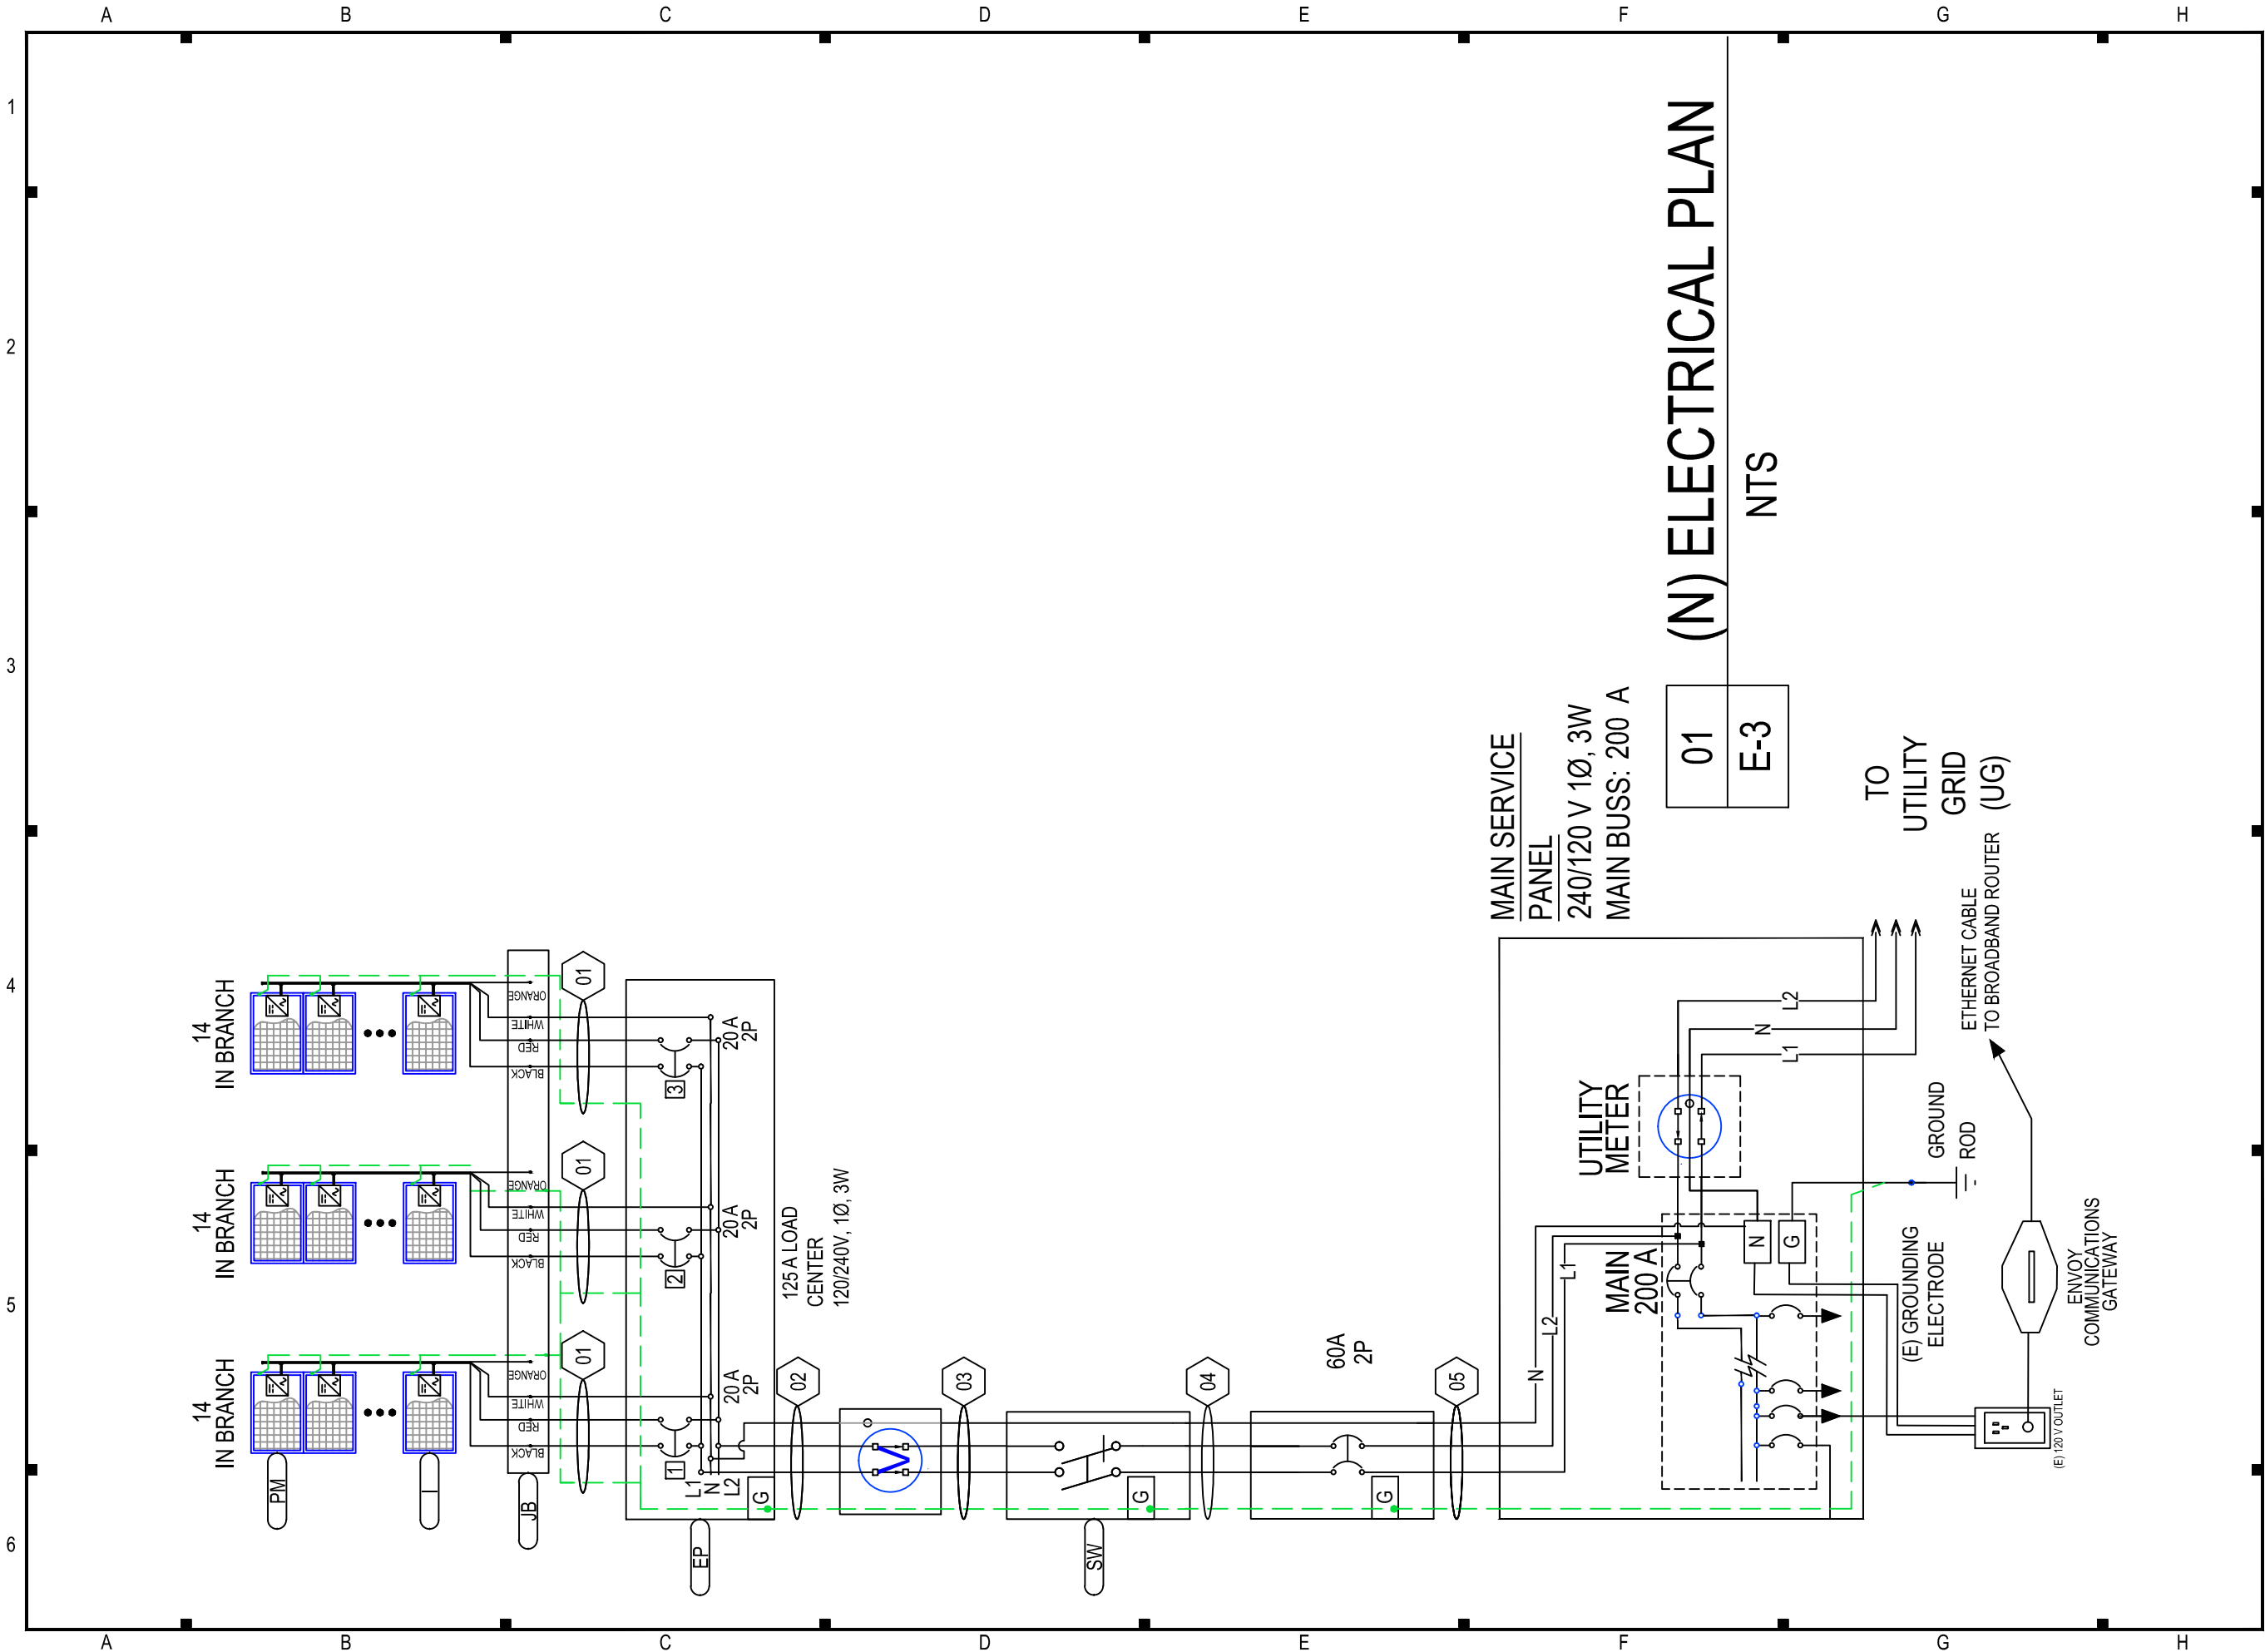 A B C D E F G H
1
2
3
4
5
6
14
IN BRANCH
14
IN BRANCH
14
IN BRANCH
PM
I
JB
EP
SW
BLACK
RED
WHITE
ORANGE
BLACK
RED
WHITE
ORANGE
BLACK
RED
WHITE
ORANGE
01
01
01
1
2
3
20 A
2P
20 A
2P
20 A
2P
L1
N
L2
G
125 A LOAD
CENTER
120/240V, 1Ø, 3W
02
V
03
G
04
60A
2P
G
05
N
L2
L1
MAIN SERVICE
PANEL
240/120 V 1Ø, 3W
MAIN BUSS: 200 A
UTILITY
METER
MAIN
200 A
N
G
L2
N
L1
TO
UTILITY
GRID
(UG)
GROUND
ROD
(E) GROUNDING
ELECTRODE
ETHERNET CABLE
TO BROADBAND ROUTER
ENVOY
COMMUNICATIONS
GATEWAY
(E) 120 V OUTLET
01
E-3
(N) ELECTRICAL PLAN
NTS
A B C D E F G H